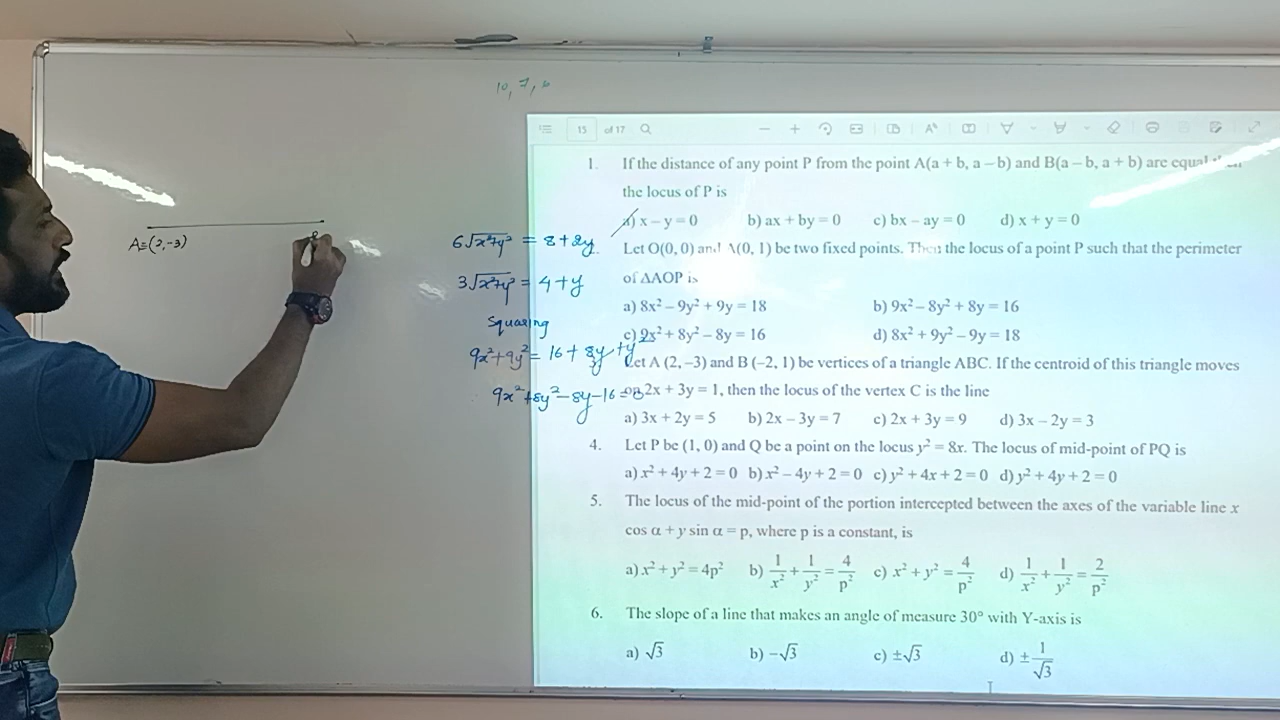 10, 7, 6
15 of 17
1. If the distance of any point P from the point A(a + b, a – b) and B(a – b, a + b) are equal then
the locus of P is
a) x – y = 0 b) ax + by = 0 c) bx – ay = 0 d) x + y = 0
Let O(0, 0) and A(0, 1) be two fixed points. Then the locus of a point P such that the perimeter
of ΔAOP is
a) 8x² – 9y² + 9y = 18 b) 9x² – 8y² + 8y = 16
c) 9x² + 8y² – 8y = 16 d) 8x² + 9y² – 9y = 18
Let A (2, –3) and B (–2, 1) be vertices of a triangle ABC. If the centroid of this triangle moves
on 2x + 3y = 1, then the locus of the vertex C is the line
a) 3x + 2y = 5 b) 2x – 3y = 7 c) 2x + 3y = 9 d) 3x – 2y = 3
4. Let P be (1, 0) and Q be a point on the locus y² = 8x. The locus of mid-point of PQ is
a) x² + 4y + 2 = 0 b) x² – 4y + 2 = 0 c) y² + 4x + 2 = 0 d) y² + 4y + 2 = 0
5. The locus of the mid-point of the portion intercepted between the axes of the variable line x
cos α + y sin α = p, where p is a constant, is
a) x² + y² = 4p² b) 1/x² + 1/y² = 4/p² c) x² + y² = 4/p² d) 1/x² + 1/y² = 2/p²
6. The slope of a line that makes an angle of measure 30° with Y-axis is
a) √3 b) –√3 c) ±√3 d) ± 1/√3
A=(2,-3)
6√x²+y² = 8+2y
3√x²+y² = 4+y
Squaring
9x²+9y² = 16+8y+y²
9x²+8y²-8y-16=0